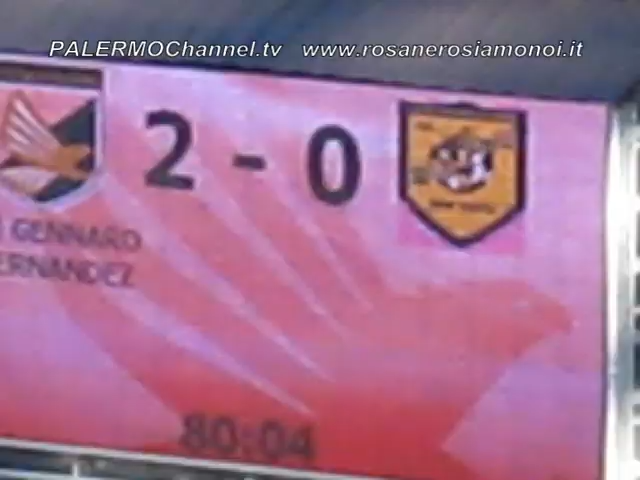 PALERMOChannel.tv www.rosanerosiamonoi.it
2 - 0
GENNARO
ERNANDEZ
80:04